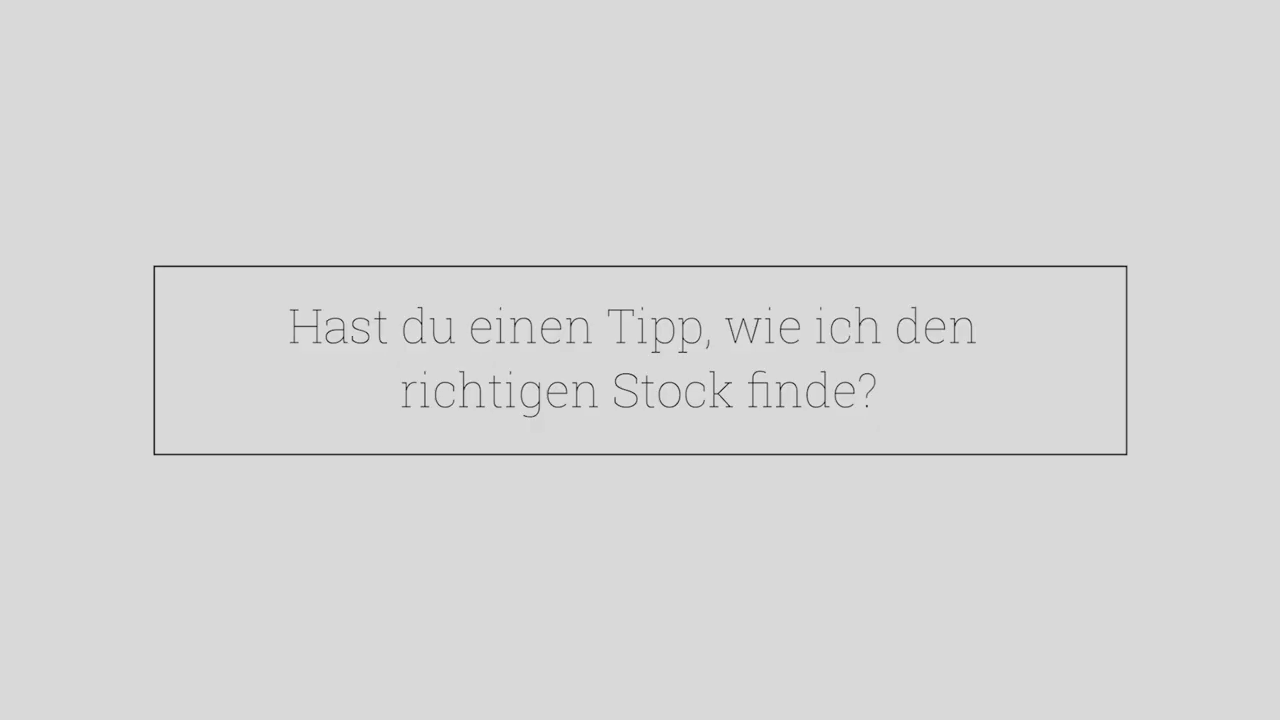 Hast du einen Tipp, wie ich den
richtigen Stock finde?